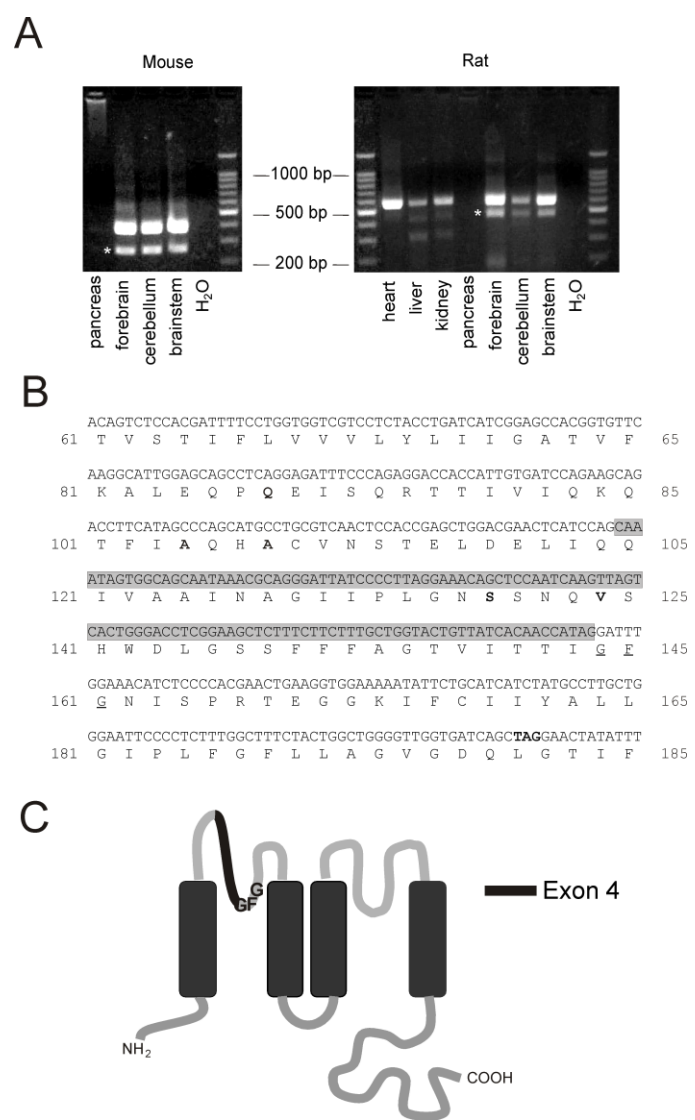 A
Mouse
Rat
1000 bp
500 bp
200 bp
*
*
pancreas
forebrain
cerebellum
brainstem
H2O
heart
liver
kidney
pancreas
forebrain
cerebellum
brainstem
H2O
B
ACAGTCTCCACGATTTTCCTGGTGGTCGTCCTCTACCTGATCATCGGAGCCACGGTGTTC
61 T V S T I F L V V V L Y L I I G A T V F 65
AAGGCATTGGAGCAGCCTCAGGAGATTTCCCAGAGGACCACCATTGTGATCCAGAAGCAG
81 K A L E Q P Q E I S Q R T T I V I Q K Q 85
ACCTTCATAGCCCAGCATGCCTGCGTCAACTCCACCGAGCTGGACGAACTCATCCAGCAA
101 T F I A Q H A C V N S T E L D E L I Q Q 105
ATAGTGGCAGCAATAAACGCAGGGATTATCCCCTTAGGAAACAGCTCCAATCAAGTTAGT
121 I V A A I N A G I I P L G N S S N Q V S 125
CACTGGGACCTCGGAAGCTCTTTCTTCTTTGCTGGTACTGTTATCACAACCATAGGATTT
141 H W D L G S S F F F A G T V I T T I G F 145
GGAAACATCTCCCCACGAACTGAAGGTGGAAAAATATTCTGCATCATCTATGCCTTGCTG
161 G N I S P R T E G G K I F C I I Y A L L 165
GGAATTCCCCTCTTTGGCTTTCTACTGGCTGGGGTTGGTGATCAGCTAGGAACTATATTT
181 G I P L F G F L L A G V G D Q L G T I F 185
C
GFG
Exon 4
NH2
COOH